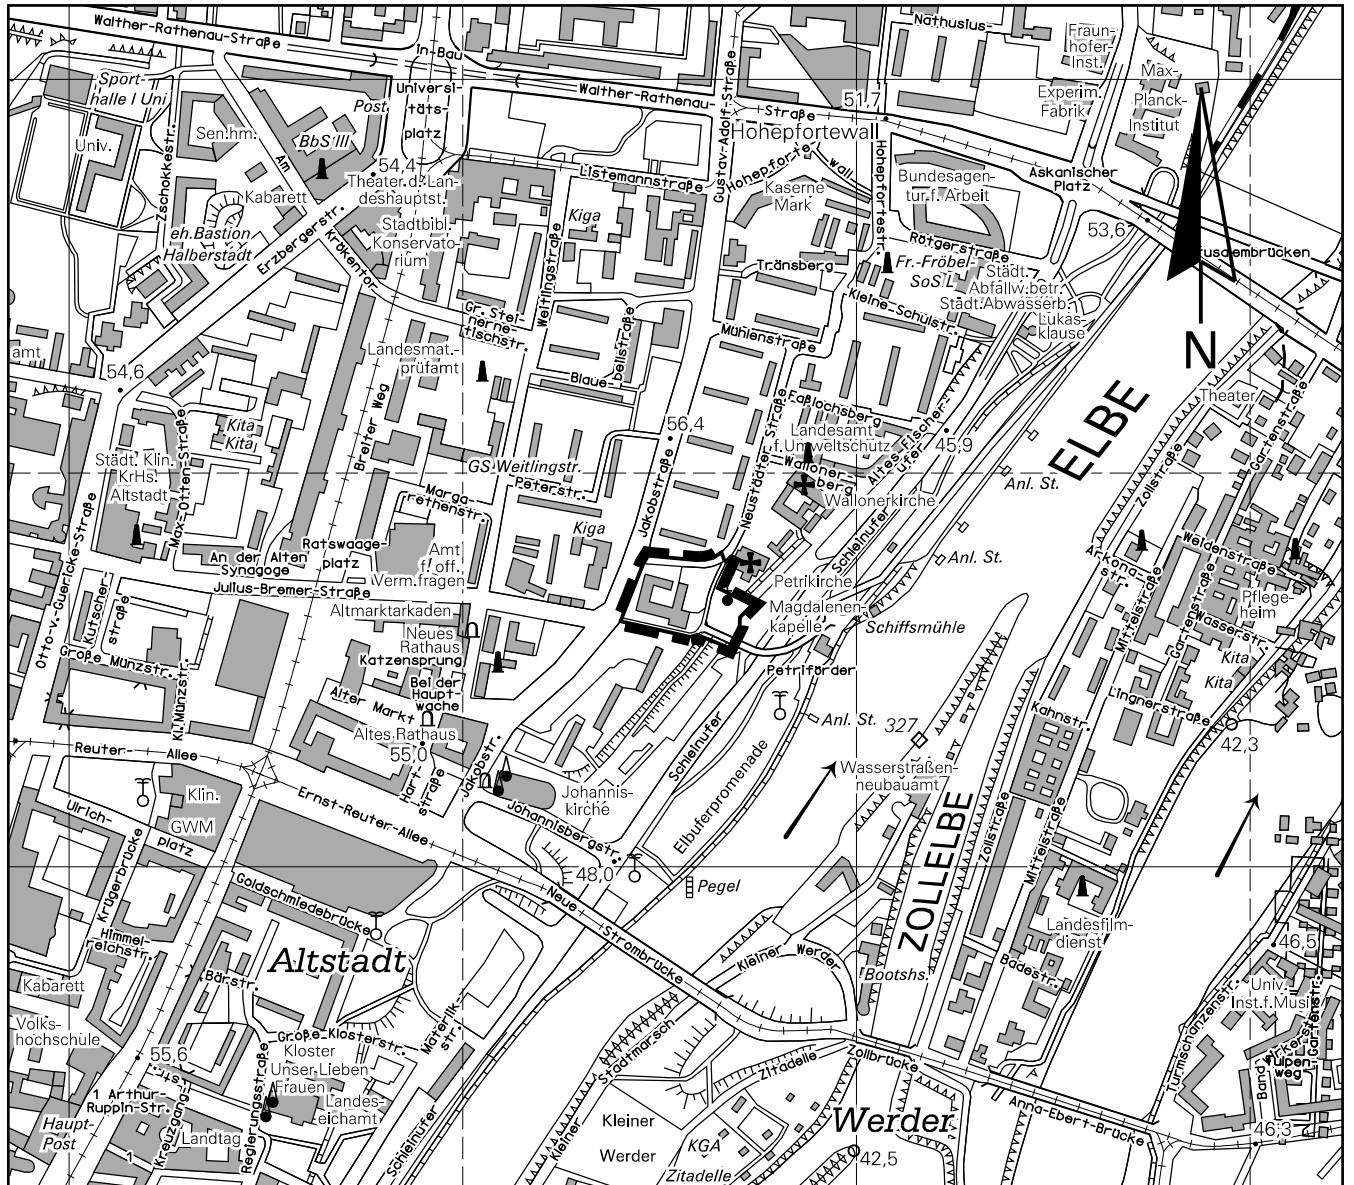 Walther-Rathenau-Straße
Tn-Bau
Walther-Rathenau-
Straße
51,7
Nathusius-
Fraun-
hofer-
Inst.
Max-
Planck-
Institut
Experim.
Fabrik
Sport-
halle I Uni
Univ.
Zschokkestr.
Sen.hm.
BbS III
Post
Universi-
täts-
platz
Am
Kabarett
54,4
Theater d. Lan-
deshauptst.
Stadtbibl.
Konservato-
rium
eh.Bastion
Halberstadt
Erzbergerstr.
Krökentor
Listemannstraße
Kiga
Weitlingstraße
Gustav-Adolf-Straße
Hohepfortewall
Hohepforte-
wall
Hohepfortestr.
Kaserne
Mark
Bundesagen-
tur f. Arbeit
Askanischer
Platz
53,6
Rötgerstraße
Fr.-Fröbel-
SoS L
Städt.
Abfallw.betr.
Städt.Abwasserb.
Lukas-
klause
Tränsberg
Kleine-Schulstr.
Mühlenstraße
N
amt
54,6
Gr. Stei-
nerne-
tischstr.
Landesmat.-
prüfamt
Blaue-
beilstraße
Breiter Weg
Jakobstraße
56,4
Neustädter Straße
Faßlochsberg
Landesamt
f.Umweltschutz
Walloner-
berg
Wallonerkirche
Altes Fischer-
ufer
45,9
ELBE
Theater
Gartenstraße
Zollstraße
Anl. St.
Kita
Kita
Städt. Klin.
KrHs.
Altstadt
Max-Otten-Straße
Otto-v.Guericke-Straße
GS Weitlingstr.
Peterstr.
Marga-
rethenstr.
Kiga
Ratswaage-
platz
An der Alten
Synagoge
Julius-Bremer-Straße
Amt
f. off.
Verm.fragen
Altmarktarkaden
Neues
Rathaus
Katzensprung
Bei der
Haupt-
wache
Kutscher-
straße
Große Münzstr.
Kl.Münzstr.
Alter Markt
Altes Rathaus
55,0
Hart-
straße
Jakobstr.
Johannis-
kirche
Johannisbergstr.
Schleinufer
Petrikirche
Magdalenen-
kapelle
Petriförder
Schiffsmühle
Anl. St.
Anl. St.
Schleinufer
Elbuferpromenade
327
Wasserstraßen-
neubauamt
Arkona-
str.
Weidenstraße
Mittelstraße
Gartenstraße
Wasserstr.
Pflege-
heim
Kita
Kita
Lingnerstraße
Kahnstr.
42,3
Reuter-
Allee
Klin.
GWM
Ulrich-
platz
Krügerbrücke
Ernst-Reuter-Allee
Goldschmiedebrücke
48,0
Pegel
Neue
Strombrücke
ZOLLELBE
Zollstraße
Mittelstraße
Landesfilm-
dienst
Badestr.
Bootshs.
Himmel-
reichstr.
Kabarett
Bärstr.
Altstadt
Kleiner
Werder
46,5
Univ.
Inst.f.Musik
Turmschanzenstr.
Volks-
hochschule
55,6
Große Klosterstr.
Kloster
Unser Lieben
Frauen
Landes-
eichamt
Regierungsstraße
Schleinufer
1 Arthur-
Ruppin-Str.
Kreuzgang-
str.
Haupt-
Post
Landtag
1
Kleiner
Stadtmarsch
Zitadelle
Zollbrücke
Kleiner
Werder
KGA
Zitadelle
Werder
42,5
Anna-Ebert-Brücke
46,3
Gartenstr.